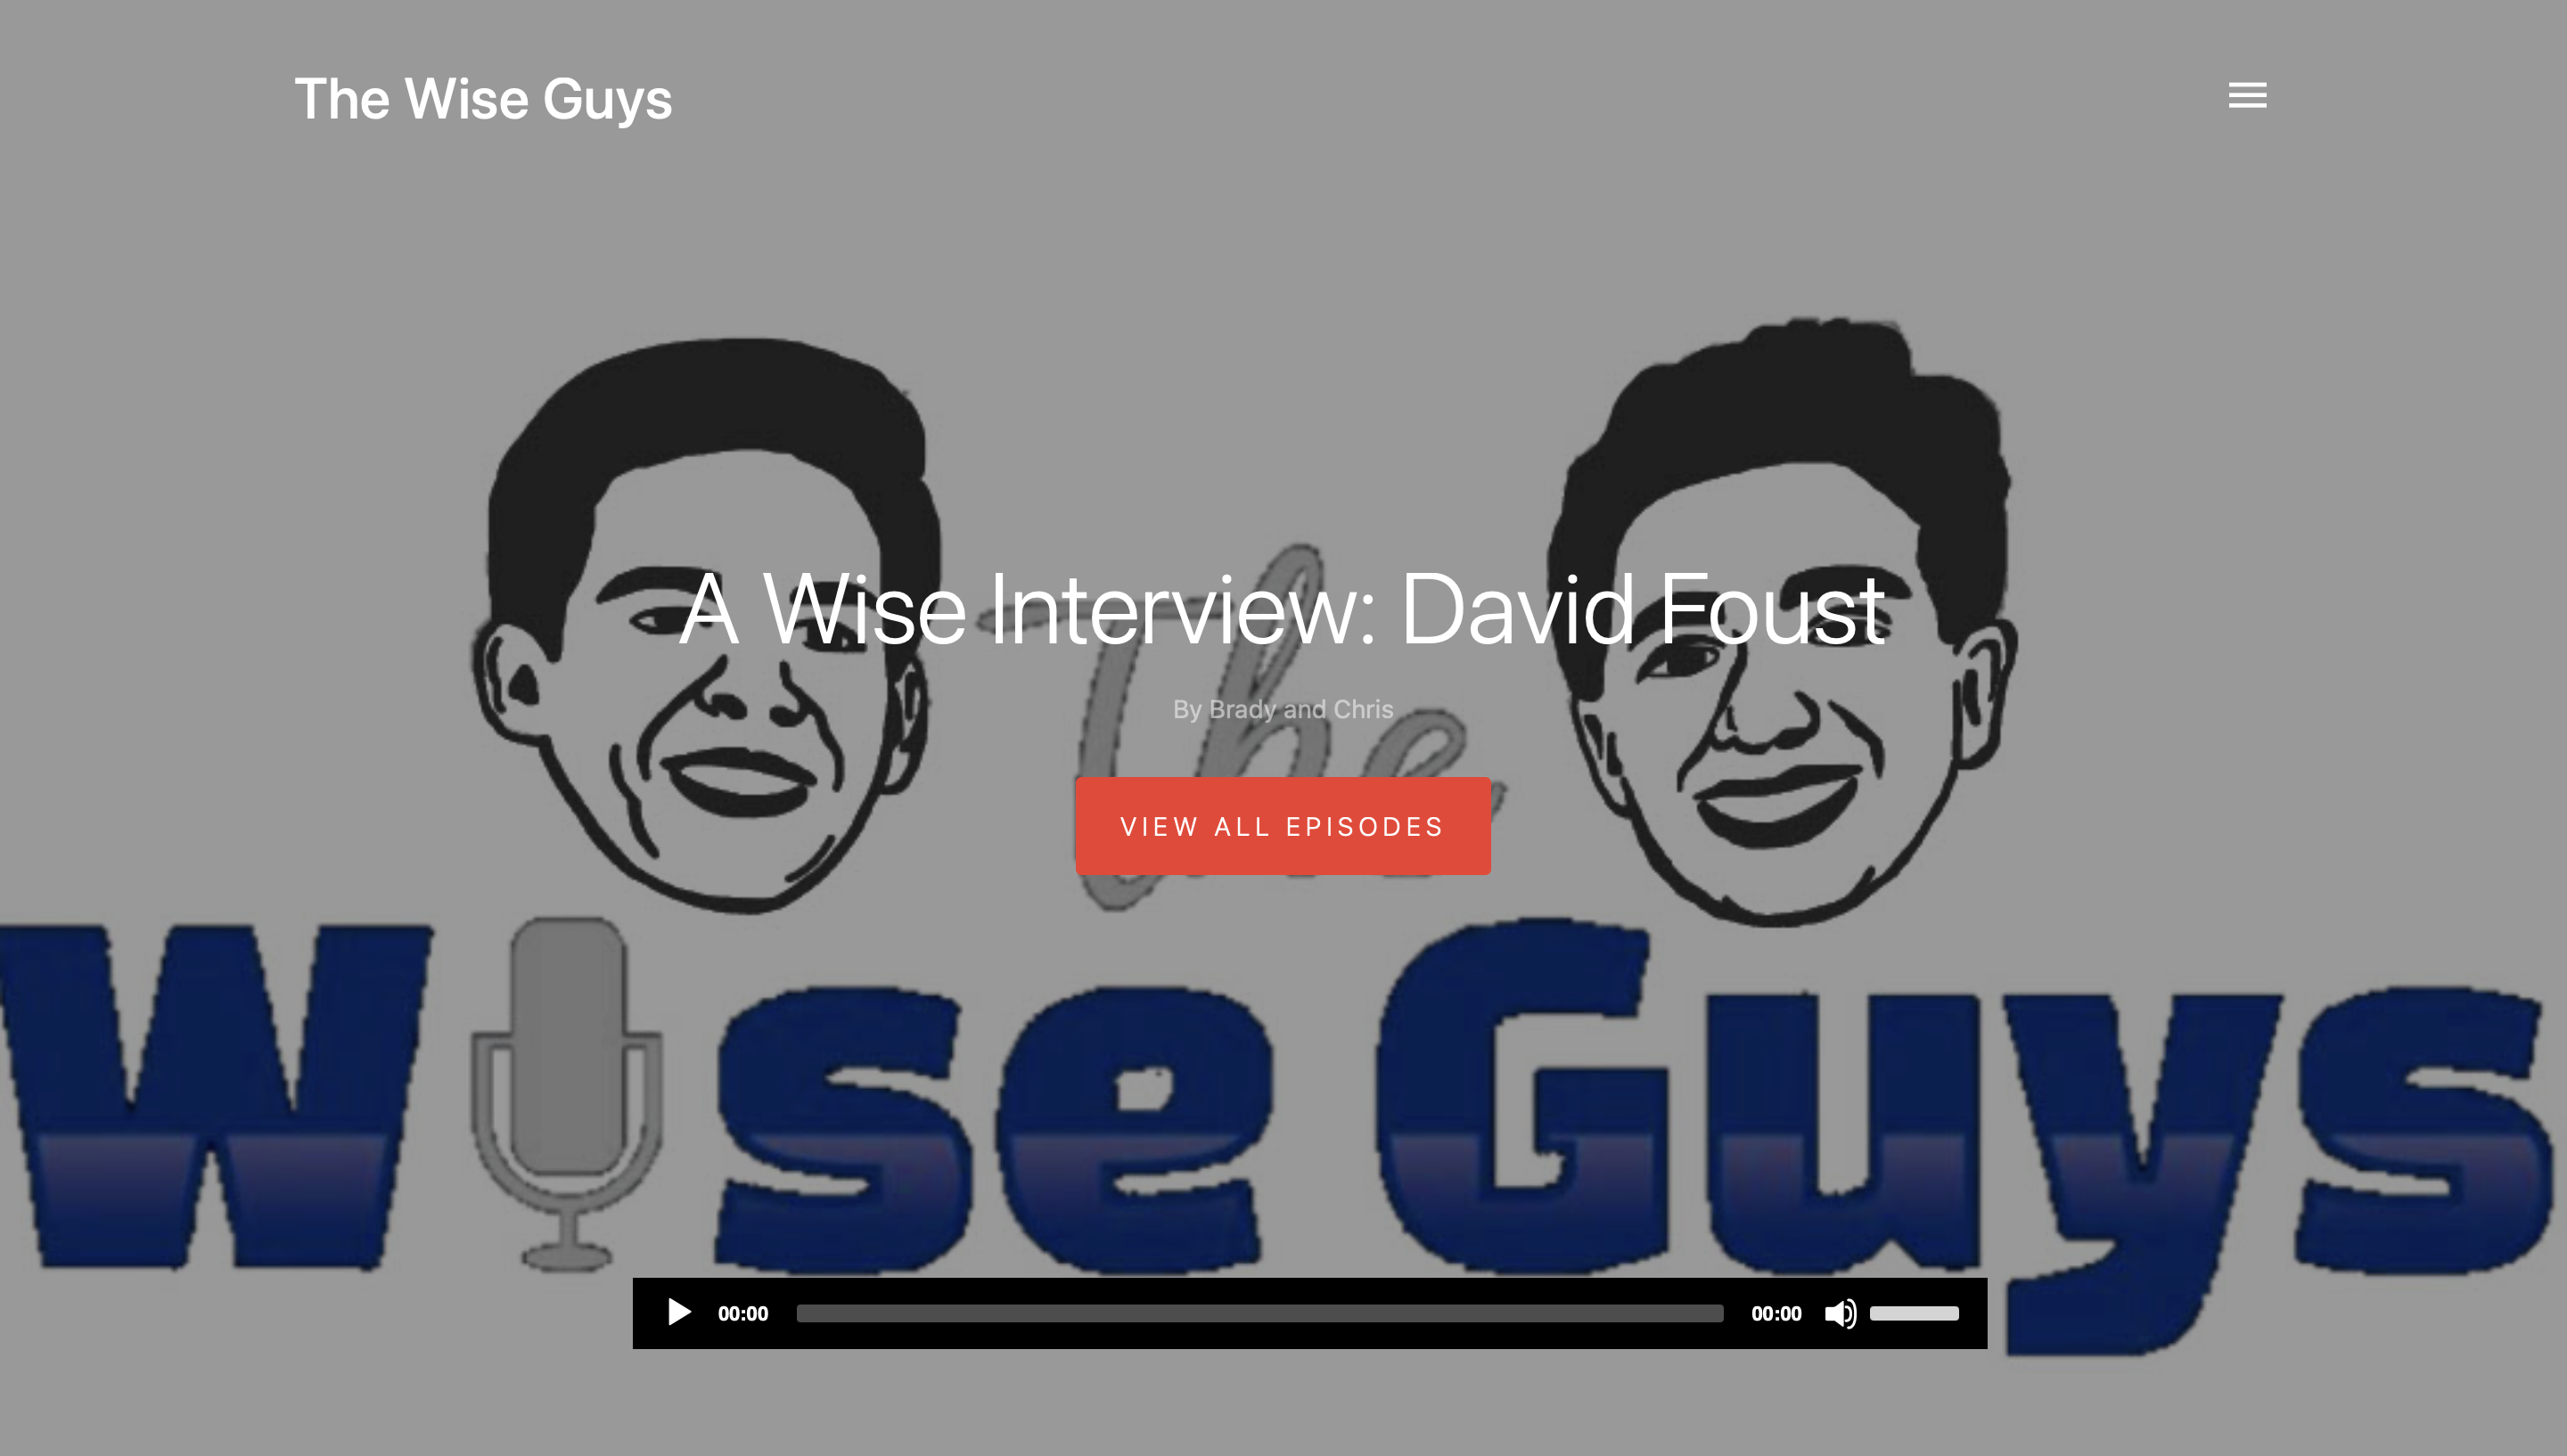 The Wise Guys
The
A Wise Interview: David Foust
By Brady and Chris
VIEW ALL EPISODES
Wise Guys
00:00 00:00